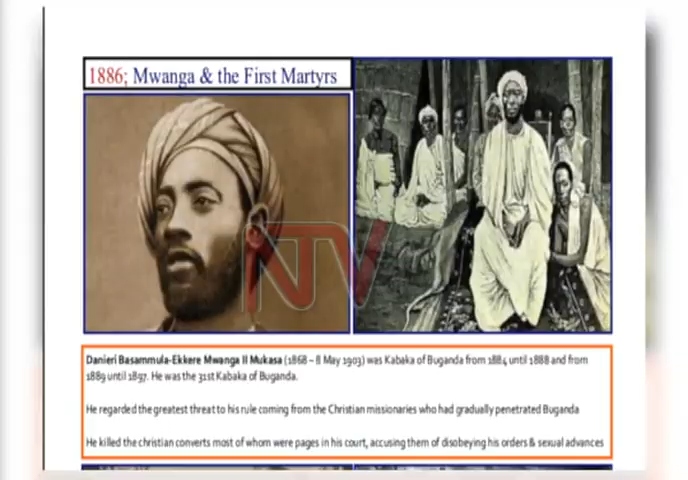 1886; Mwanga & the First Martyrs
NTV
Danieri Basammula-Ekkere Mwanga II Mukasa (1868 – 8 May 1903) was Kabaka of Buganda from 1884 until 1888 and from
1889 until 1897. He was the 31st Kabaka of Buganda.
He regarded the greatest threat to his rule coming from the Christian missionaries who had gradually penetrated Buganda
He killed the christian converts most of whom were pages in his court, accusing them of disobeying his orders & sexual advances